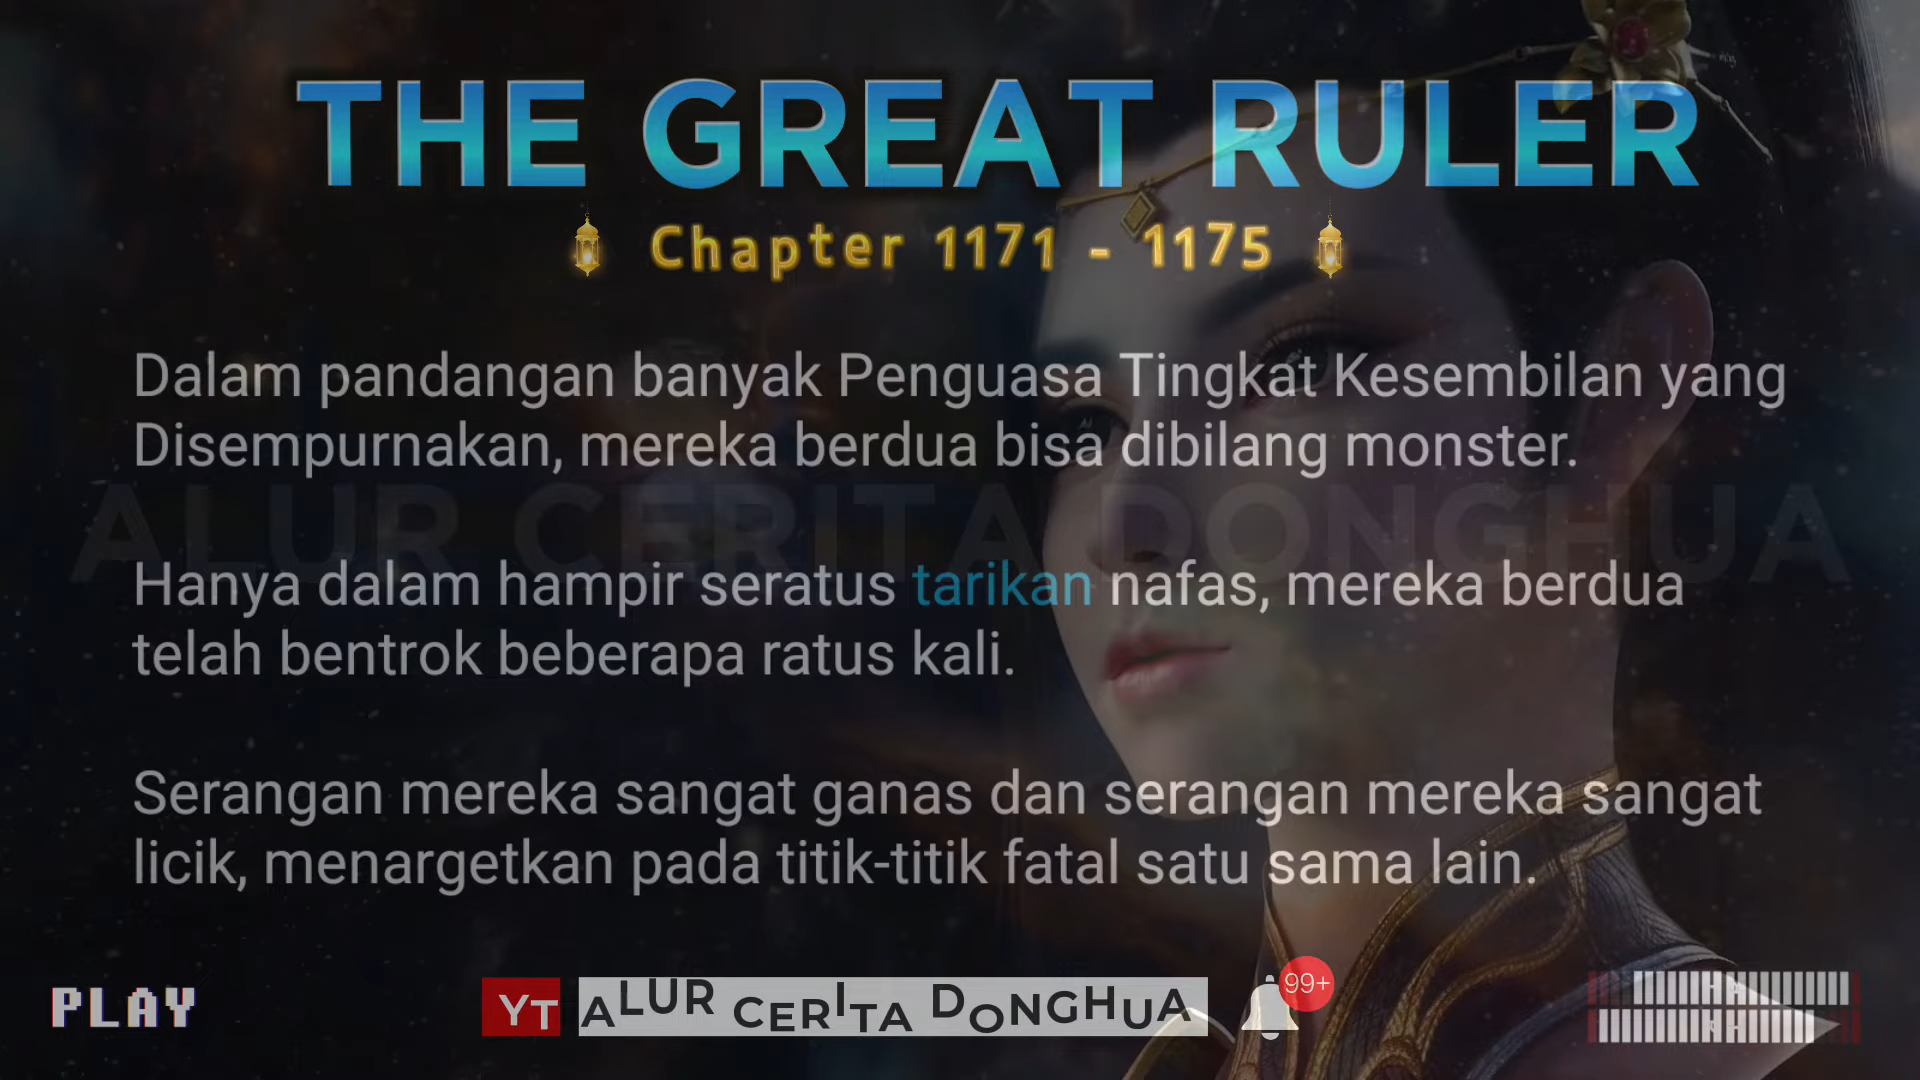 THE GREAT RULER
Chapter 1171 - 1175
Dalam pandangan banyak Penguasa Tingkat Kesembilan yang
Disempurnakan, mereka berdua bisa dibilang monster.
ALUR CERITA DONGHUA
Hanya dalam hampir seratus tarikan nafas, mereka berdua
telah bentrok beberapa ratus kali.
Serangan mereka sangat ganas dan serangan mereka sangat
licik, menargetkan pada titik-titik fatal satu sama lain.
PLAY
YT ALUR CERITA DONGHUA
99+